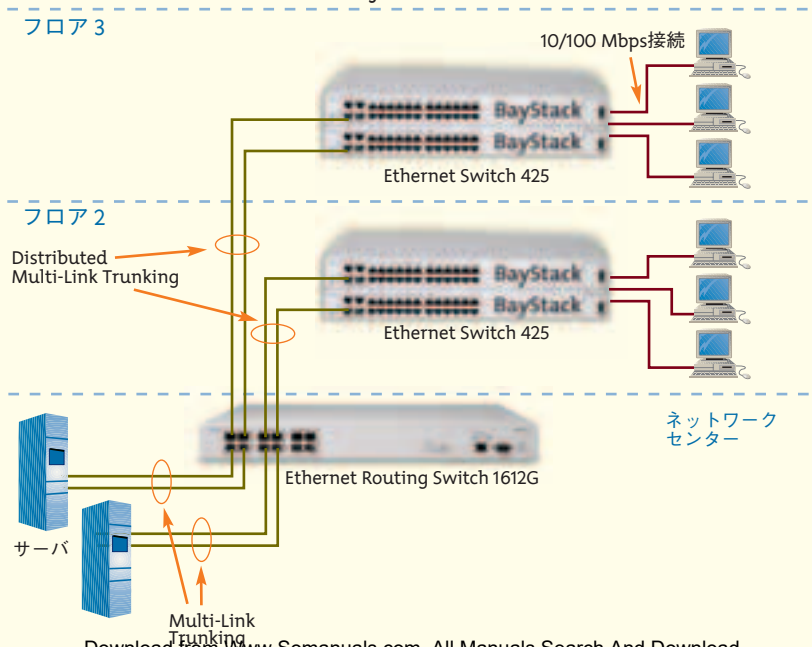 フロア 3
10/100 Mbps接続
BayStack
BayStack
Ethernet Switch 425
フロア 2
Distributed
Multi-Link Trunking
BayStack
BayStack
Ethernet Switch 425
ネットワーク
センター
Ethernet Routing Switch 1612G
サーバ
Multi-Link
Trunking
Download from Www.Somanuals.com. All Manuals Search And Download.